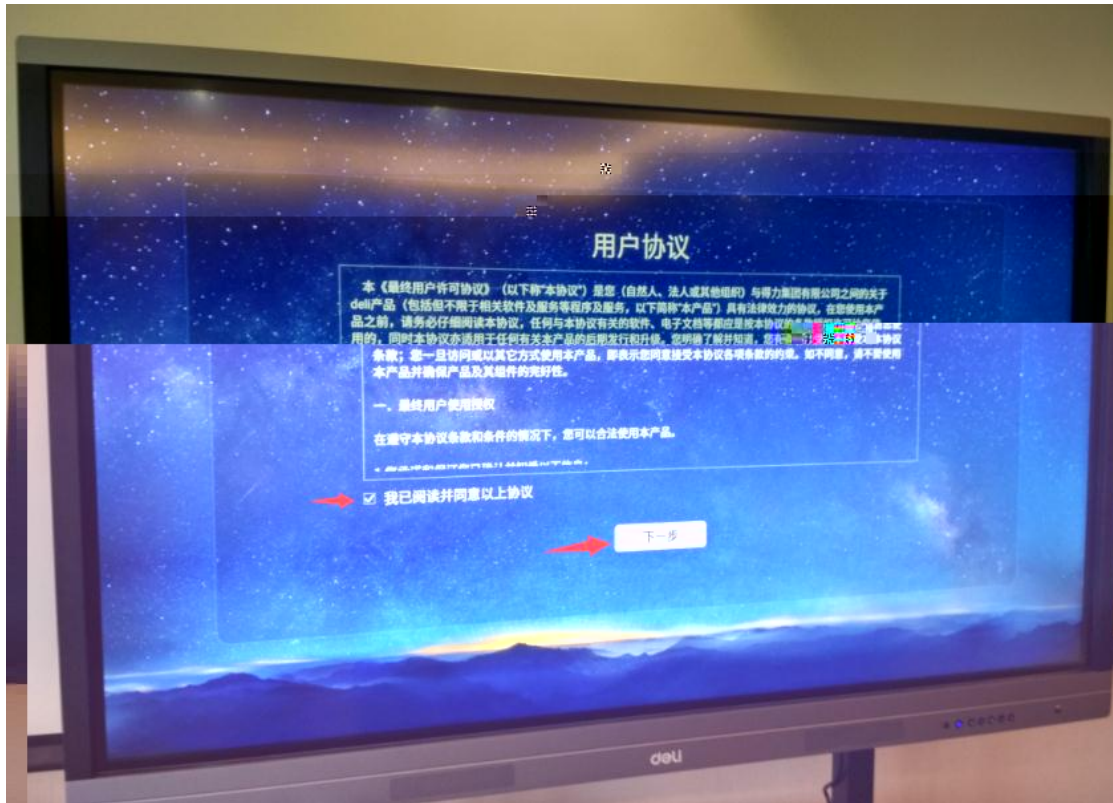 用户协议
本《最终用户许可协议》(以下称“本协议”)是您(自然人、法人或其他组织)与得力集团有限公司之间的关于
deli产品(包括但不限于相关软件及服务等程序及服务,以下简称“本产品”)具有法律效力的协议,在您使用本产
品之前,请务必仔细阅读本协议,任何与本协议有关的软件、电子文档等都应是按本协议
用的,同时本协议亦适用于任何有关本产品的后期发行和升级。您明确了解并知道,您
条款;您一旦访问或以其它方式使用本产品,即表示您同意接受本协议各项条款的约束。如不同意,请不要使用
本产品并确保产品及其组件的完好性。
一、最终用户使用授权
在遵守本协议条款和条件的情况下,您可以合法使用本产品。
我已阅读并同意以上协议
下一步
deli